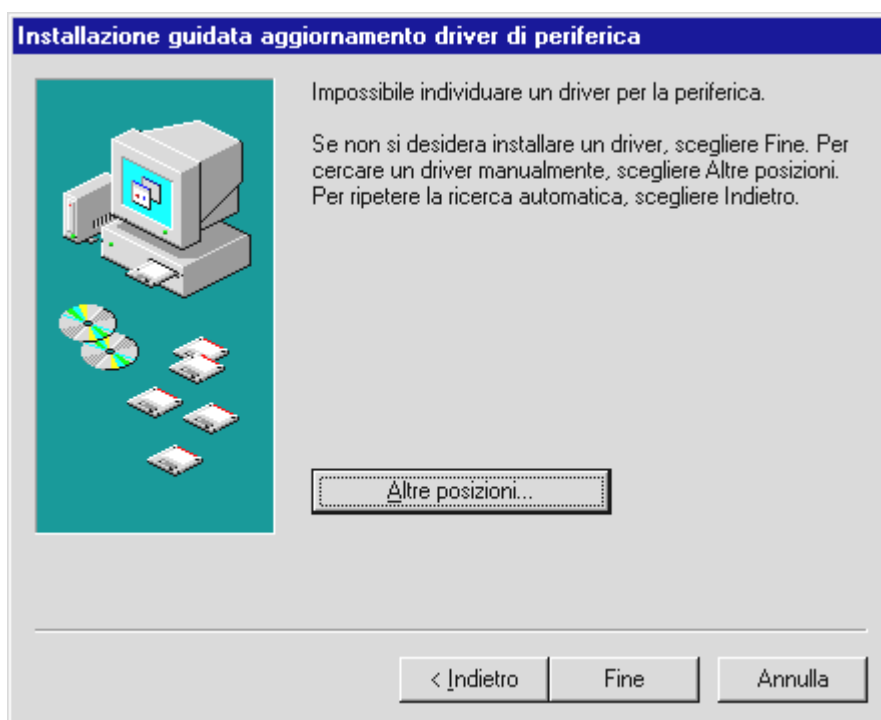 Installazione guidata aggiornamento driver di periferica
Impossibile individuare un driver per la periferica.
Se non si desidera installare un driver, scegliere Fine. Per
cercare un driver manualmente, scegliere Altre posizioni.
Per ripetere la ricerca automatica, scegliere Indietro.
Altre posizioni...
< Indietro
Fine
Annulla